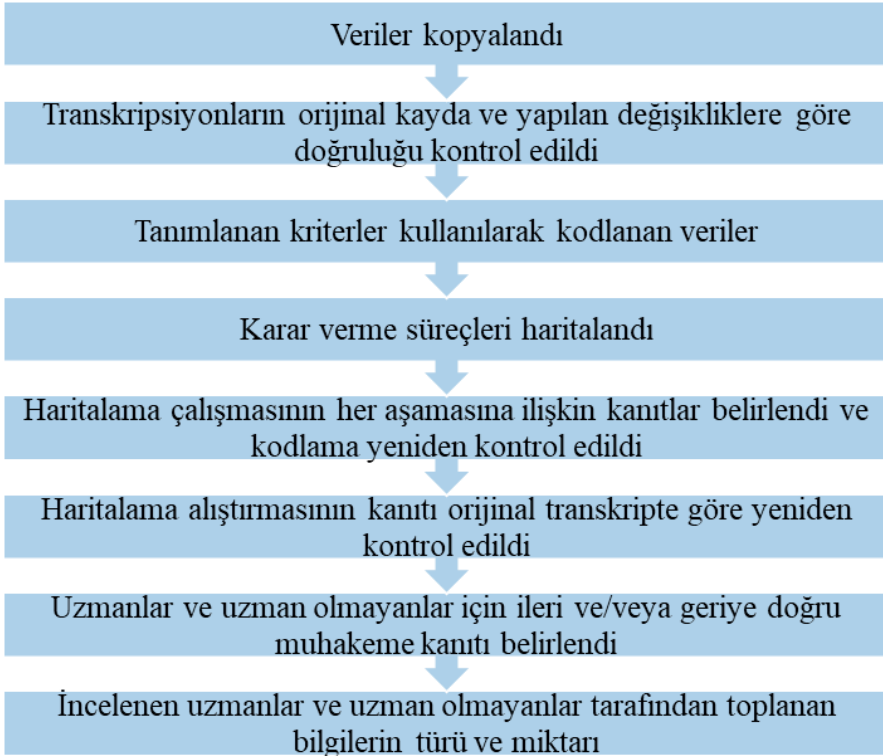 Veriler kopyalandı
Transkripsiyonların orijinal kayda ve yapılan değişikliklere göre
doğruluğu kontrol edildi
Tanımlanan kriterler kullanılarak kodlanan veriler
Karar verme süreçleri haritalandı
Haritalama çalışmasının her aşamasına ilişkin kanıtlar belirlendi ve
kodlama yeniden kontrol edildi
Haritalama alıştırmasının kanıtı orijinal transkripte göre yeniden
kontrol edildi
Uzmanlar ve uzman olmayanlar için ileri ve/veya geriye doğru
muhakeme kanıtı belirlendi
İncelenen uzmanlar ve uzman olmayanlar tarafından toplanan
bilgilerin türü ve miktarı